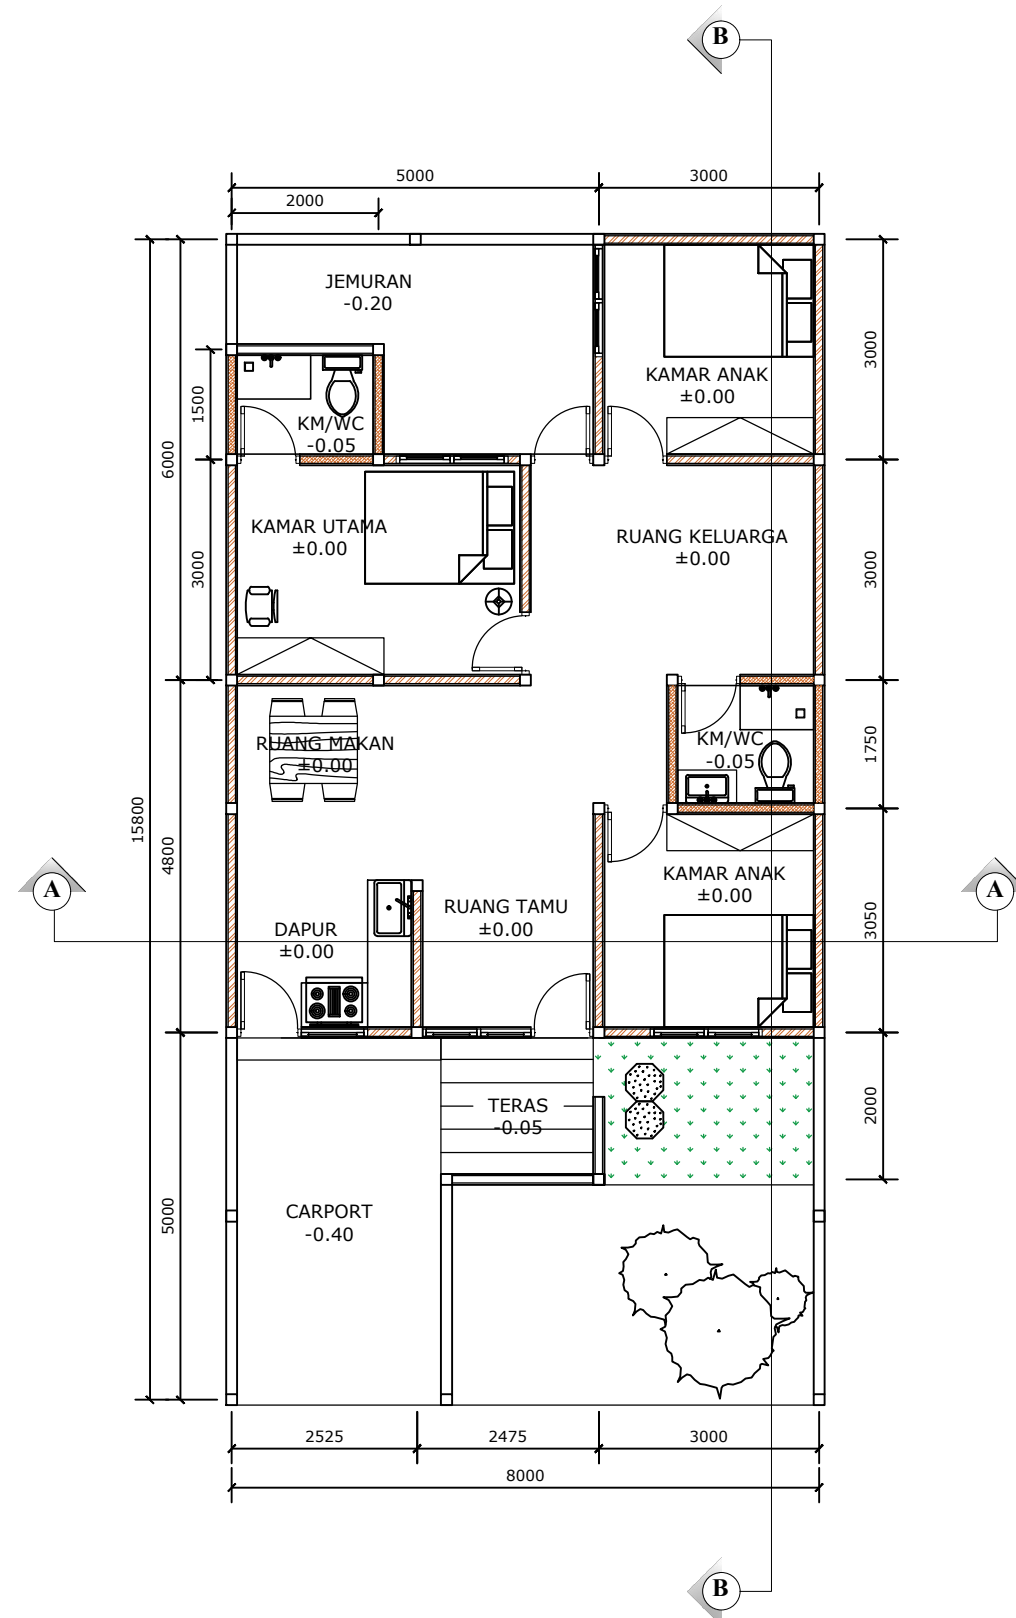 B
5000
3000
2000
JEMURAN
-0.20
KAMAR ANAK
±0.00
3000
1500
KM/WC
-0.05
6000
KAMAR UTAMA
±0.00
RUANG KELUARGA
±0.00
3000
3000
RUANG MAKAN
±0.00
KM/WC
-0.05
1750
15800
4800
A
KAMAR ANAK
±0.00
A
RUANG TAMU
±0.00
DAPUR
±0.00
3050
TERAS
-0.05
2000
CARPORT
-0.40
5000
2525
2475
3000
8000
B